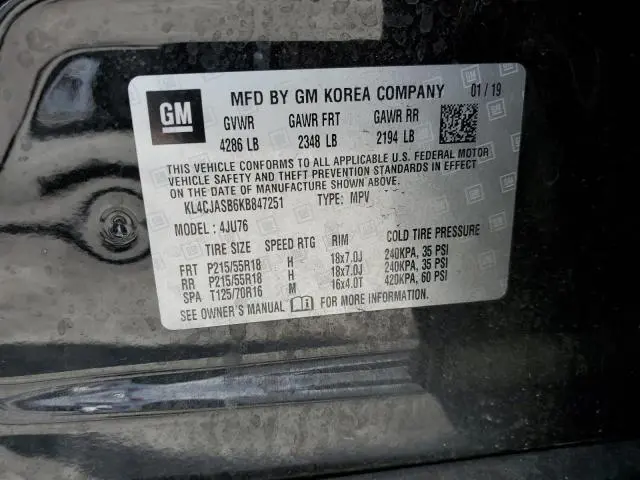 GM
MFD BY GM KOREA COMPANY 01/19
GVWR GAWR FRT GAWR RR
4286 LB 2348 LB 2194 LB
THIS VEHICLE CONFORMS TO ALL APPLICABLE U.S. FEDERAL MOTOR
VEHICLE SAFETY AND THEFT PREVENTION STANDARDS IN EFFECT
ON THE DATE OF MANUFACTURE SHOWN ABOVE.
KL4CJASB6KB847251 TYPE: MPV
MODEL: 4JU76
TIRE SIZE SPEED RTG RIM COLD TIRE PRESSURE
FRT P215/55R18 H 18x7.0J 240KPA, 35 PSI
RR P215/55R18 H 18x7.0J 240KPA, 35 PSI
SPA T125/70R16 M 16x4.0T 420KPA, 60 PSI
SEE OWNER'S MANUAL FOR MORE INFORMATION.